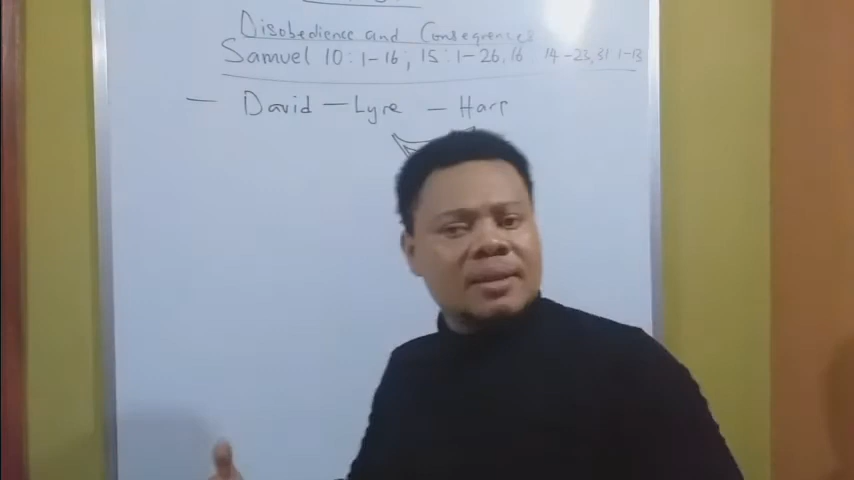 Disobedience and Consequences
Samuel 10:1-16; 15:1-26, 16 14-23, 31 1-13
— David — Lyre — Harp